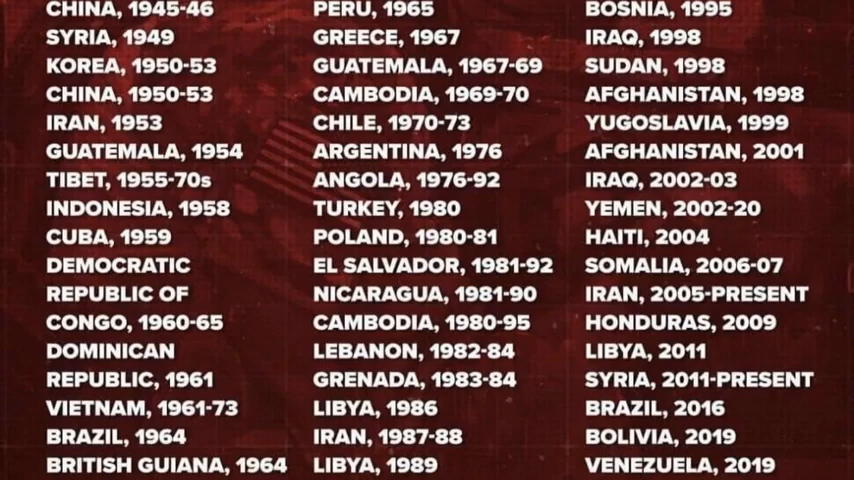 CHINA, 1945-46
SYRIA, 1949
KOREA, 1950-53
CHINA, 1950-53
IRAN, 1953
GUATEMALA, 1954
TIBET, 1955-70s
INDONESIA, 1958
CUBA, 1959
DEMOCRATIC
REPUBLIC OF
CONGO, 1960-65
DOMINICAN
REPUBLIC, 1961
VIETNAM, 1961-73
BRAZIL, 1964
BRITISH GUIANA, 1964
PERU, 1965
GREECE, 1967
GUATEMALA, 1967-69
CAMBODIA, 1969-70
CHILE, 1970-73
ARGENTINA, 1976
ANGOLA, 1976-92
TURKEY, 1980
POLAND, 1980-81
EL SALVADOR, 1981-92
NICARAGUA, 1981-90
CAMBODIA, 1980-95
LEBANON, 1982-84
GRENADA, 1983-84
LIBYA, 1986
IRAN, 1987-88
LIBYA, 1989
BOSNIA, 1995
IRAQ, 1998
SUDAN, 1998
AFGHANISTAN, 1998
YUGOSLAVIA, 1999
AFGHANISTAN, 2001
IRAQ, 2002-03
YEMEN, 2002-20
HAITI, 2004
SOMALIA, 2006-07
IRAN, 2005-PRESENT
HONDURAS, 2009
LIBYA, 2011
SYRIA, 2011-PRESENT
BRAZIL, 2016
BOLIVIA, 2019
VENEZUELA, 2019